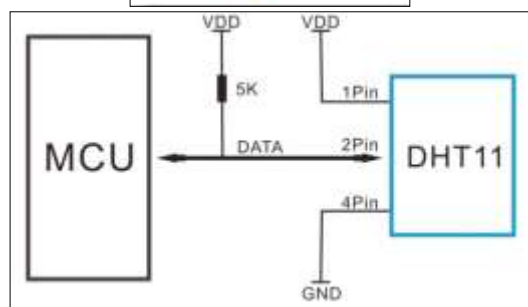 VDD VDD
5K
1Pin
MCU DATA 2Pin DHT11
4Pin
GND